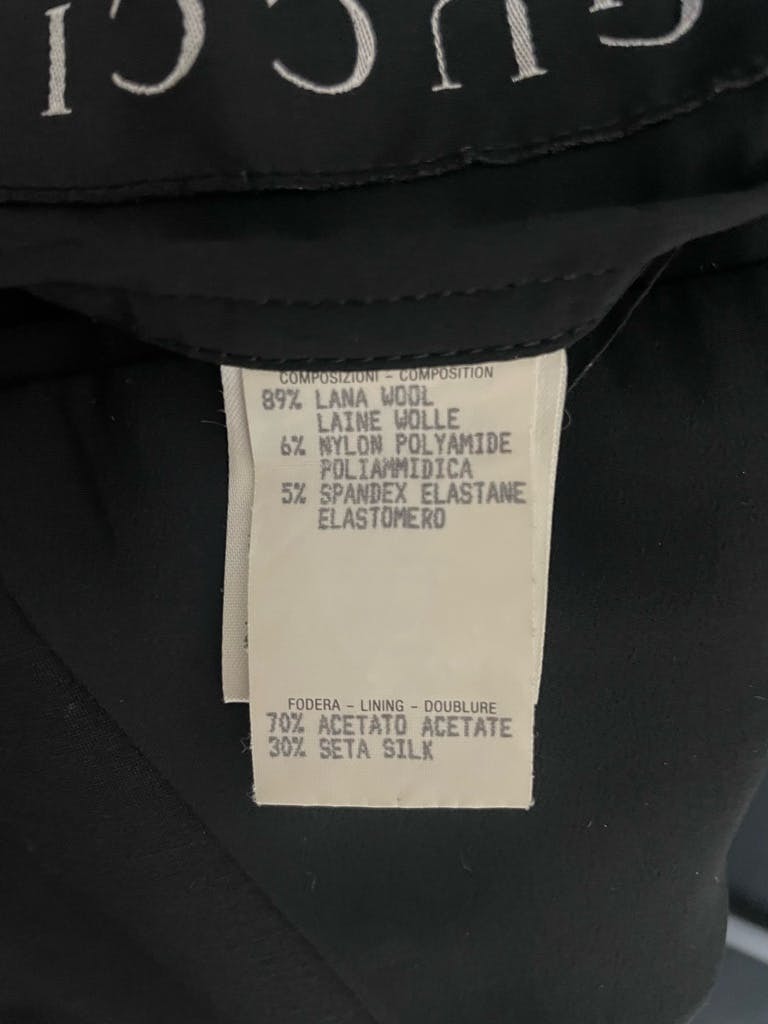 GUCCI
COMPOSIZIONI - COMPOSITION
89% LANA WOOL
LAINE WOLLE
6% NYLON POLYAMIDE
POLIAMMIDICA
5% SPANDEX ELASTANE
ELASTOMERO
FODERA - LINING - DOUBLURE
70% ACETATO ACETATE
30% SETA SILK